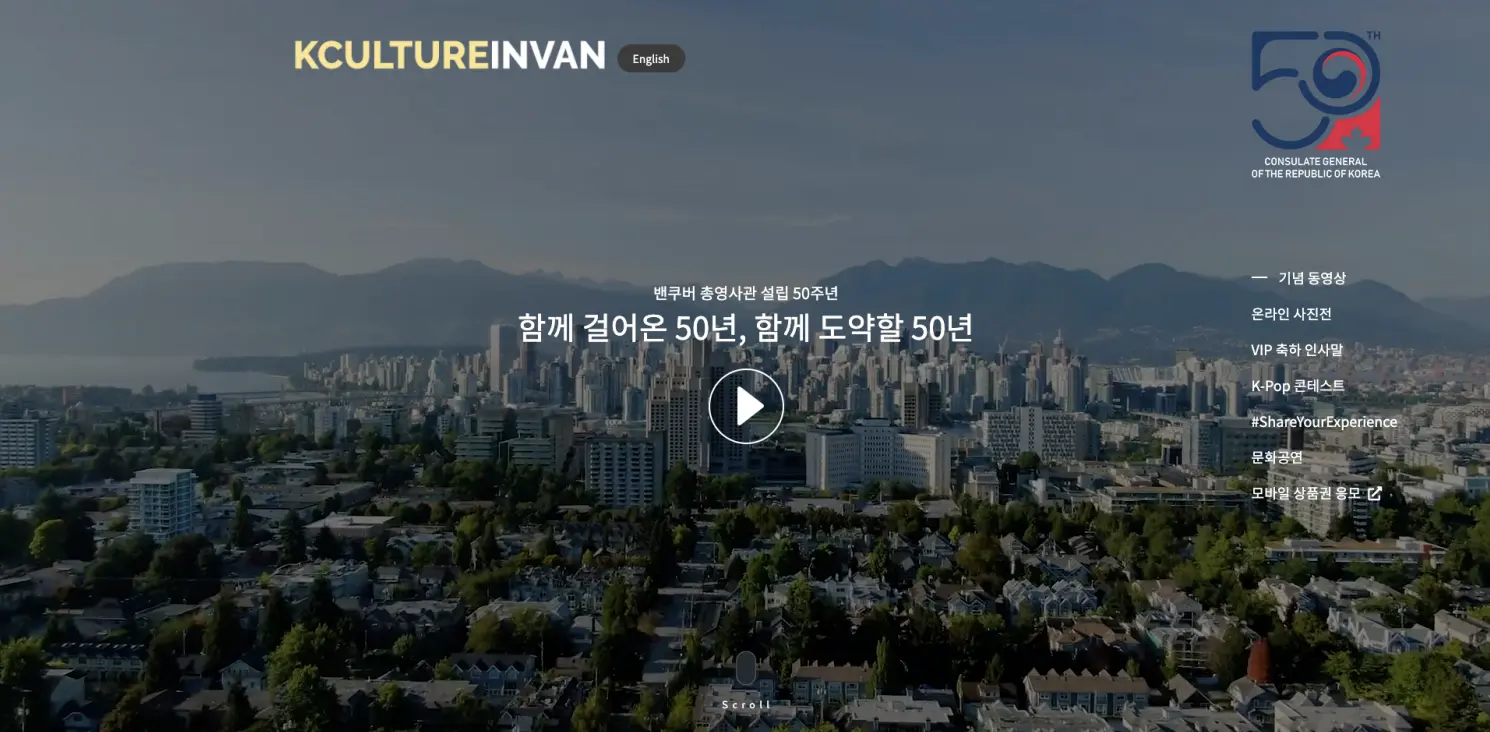 KCULTUREINVAN
English
TH
50
CONSULATE GENERAL
OF THE REPUBLIC OF KOREA
밴쿠버 총영사관 설립 50주년
함께 걸어온 50년, 함께 도약할 50년
기념 동영상
온라인 사진전
VIP 축하 인사말
K-Pop 콘테스트
#ShareYourExperience
문화공연
모바일 상품권 응모
Scroll